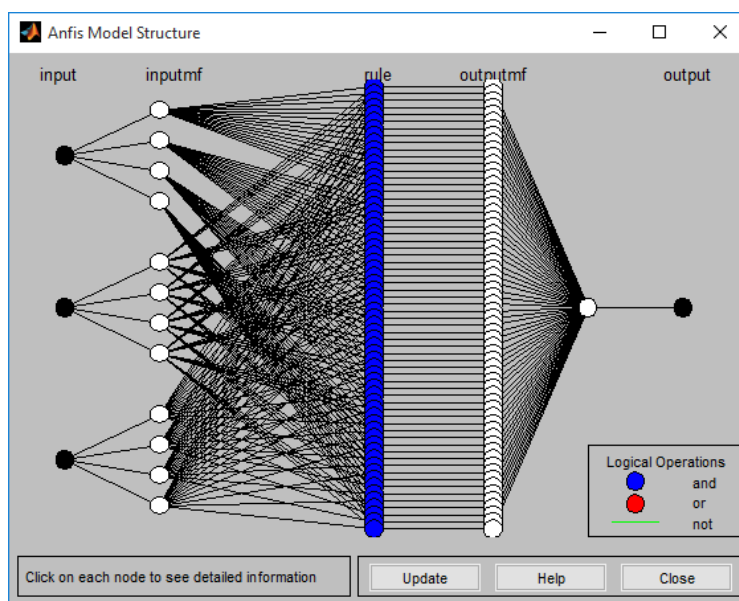 Anfis Model Structure
input inputmf rule outputmf output
Logical Operations
and
or
not
Click on each node to see detailed information
Update Help Close